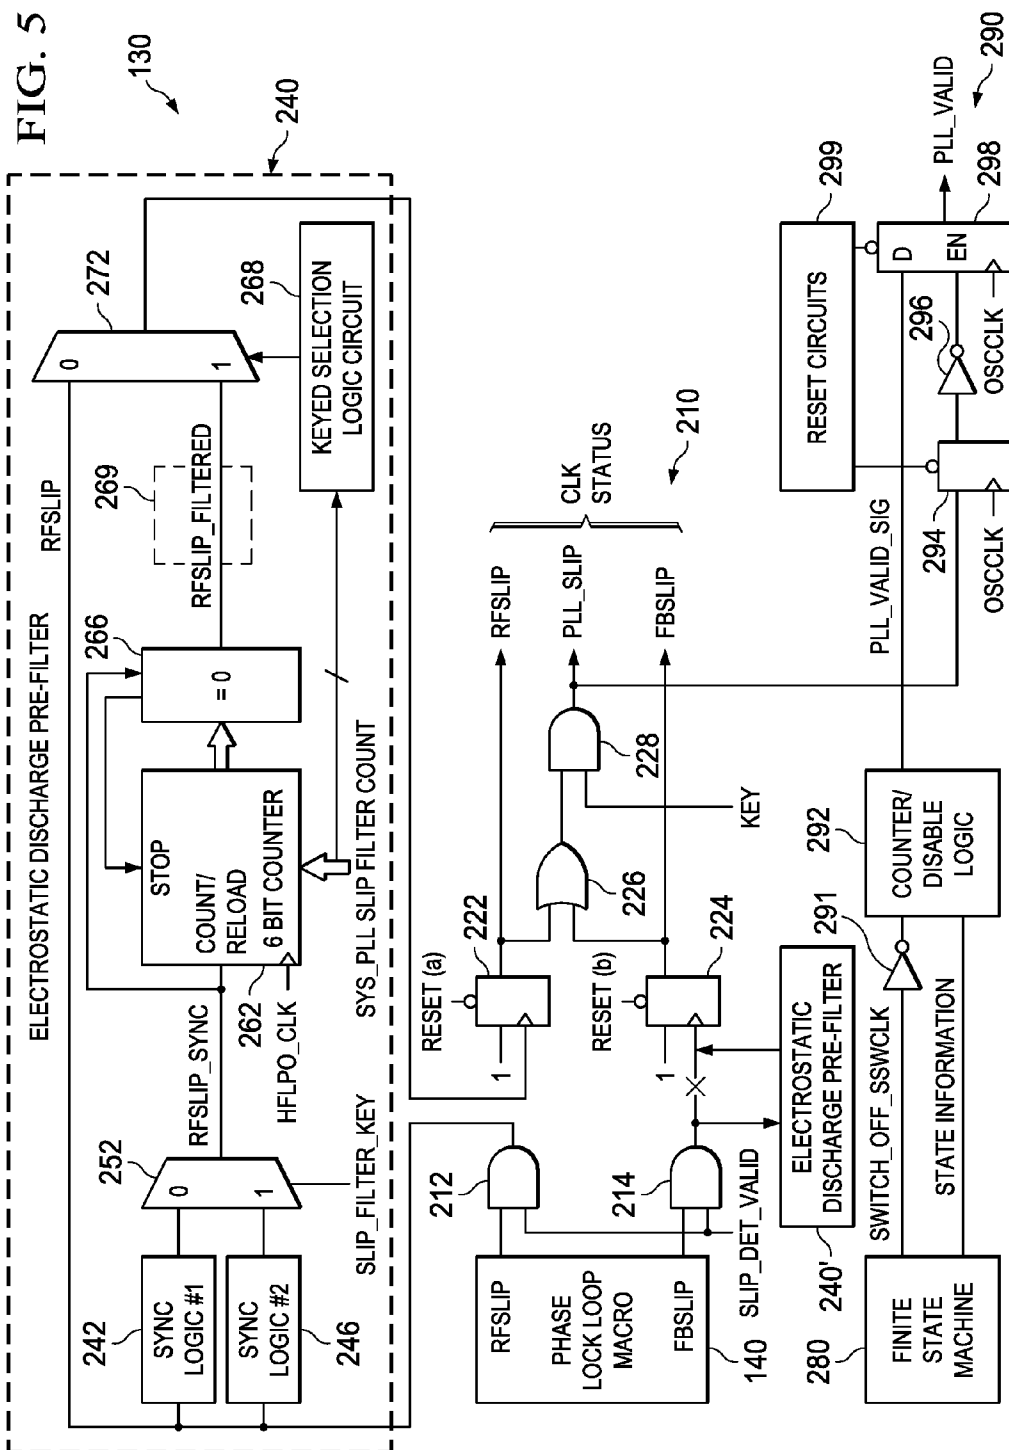 FIG. 5
130
240
ELECTROSTATIC DISCHARGE PRE-FILTER
RFSLIP
242
SYNC
LOGIC #1
246
SYNC
LOGIC #2
252
0
1
SLIP_FILTER_KEY
RFSLIP_SYNC
262
HFLPO_CLK
STOP
COUNT/
RELOAD
6 BIT COUNTER
SYS_PLL SLIP FILTER COUNT
266
= 0
269
RFSLIP_FILTERED
272
0
1
268
KEYED SELECTION
LOGIC CIRCUIT
140
RFSLIP
PHASE
LOCK LOOP
MACRO
FBSLIP
212
214
SLIP_DET_VALID
240'
ELECTROSTATIC
DISCHARGE PRE-FILTER
RESET (a)
222
1
RESET (b)
224
1
226
228
KEY
RFSLIP
PLL_SLIP
FBSLIP
CLK
STATUS
210
280
FINITE
STATE
MACHINE
SWITCH_OFF_SSWCLK
STATE INFORMATION
291
292
COUNTER/
DISABLE
LOGIC
PLL_VALID_SIG
294
OSCCLK
296
RESET CIRCUITS
299
D
EN
OSCCLK
298
PLL_VALID
290